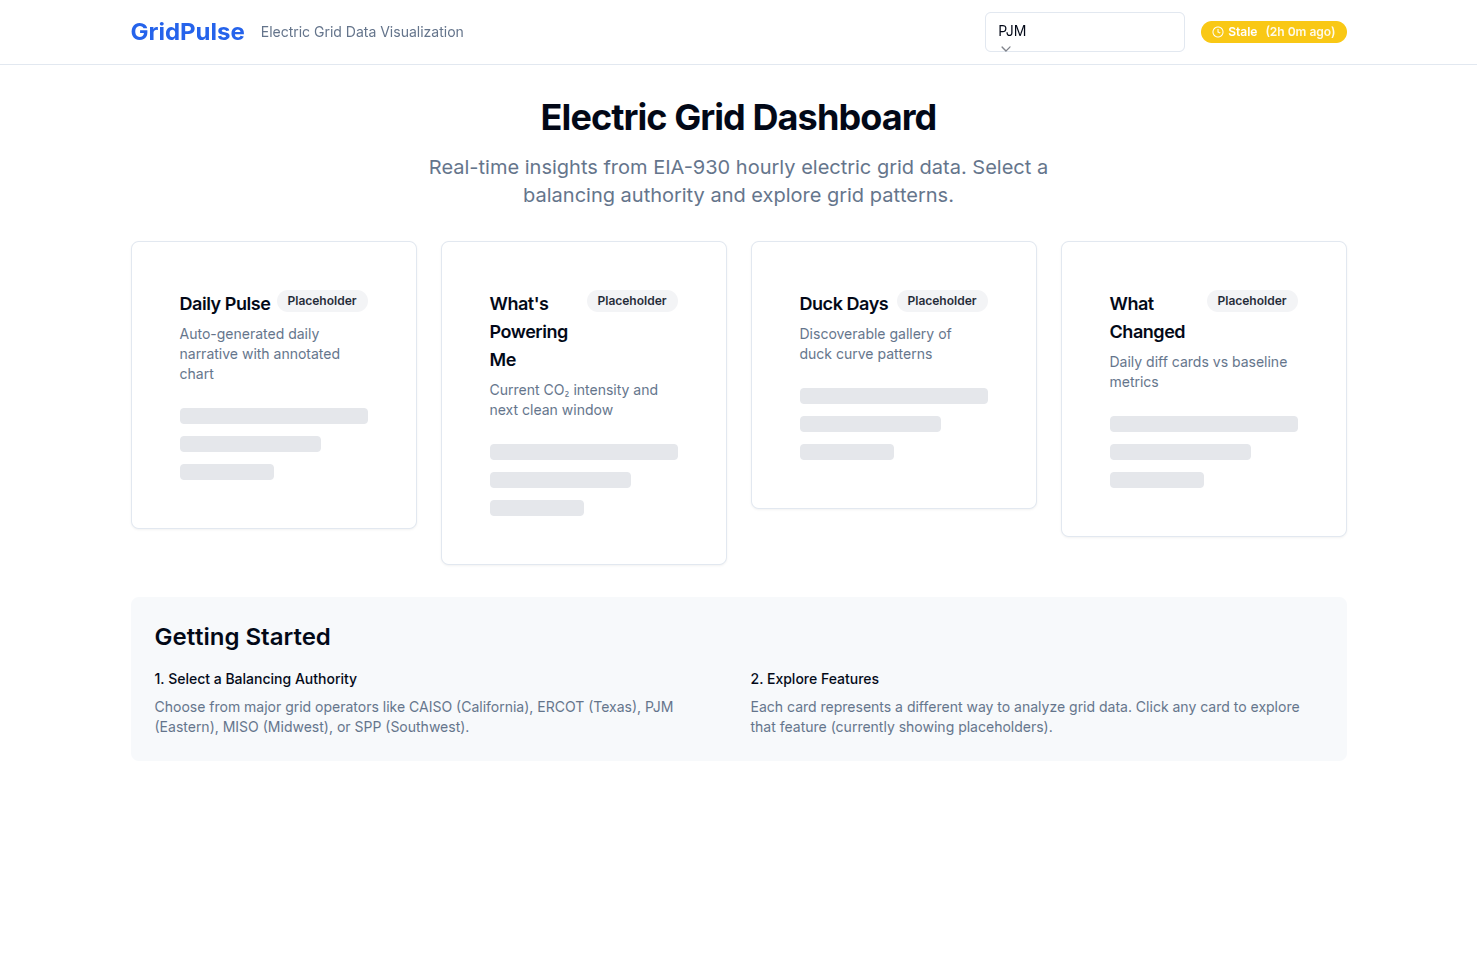 GridPulse Electric Grid Data Visualization PJM Stale (2h 0m ago)
Electric Grid Dashboard
Real-time insights from EIA-930 hourly electric grid data. Select a
balancing authority and explore grid patterns.
Daily Pulse Placeholder
Auto-generated daily
narrative with annotated
chart
What's Placeholder
Powering
Me
Current CO₂ intensity and
next clean window
Duck Days Placeholder
Discoverable gallery of
duck curve patterns
What Placeholder
Changed
Daily diff cards vs baseline
metrics
Getting Started
1. Select a Balancing Authority
Choose from major grid operators like CAISO (California), ERCOT (Texas), PJM
(Eastern), MISO (Midwest), or SPP (Southwest).
2. Explore Features
Each card represents a different way to analyze grid data. Click any card to explore
that feature (currently showing placeholders).